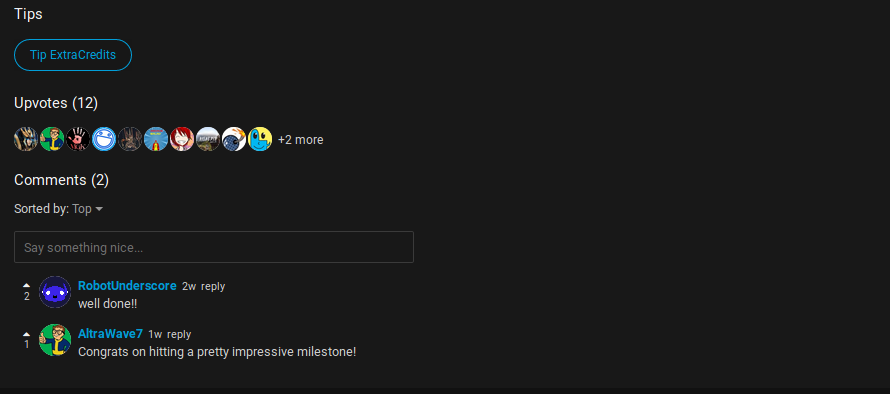 Tips
Tip ExtraCredits
Upvotes (12)
+2 more
Comments (2)
Sorted by: Top
Say something nice...
RobotUnderscore 2w reply
2
well done!!
AltraWave7 1w reply
1
Congrats on hitting a pretty impressive milestone!